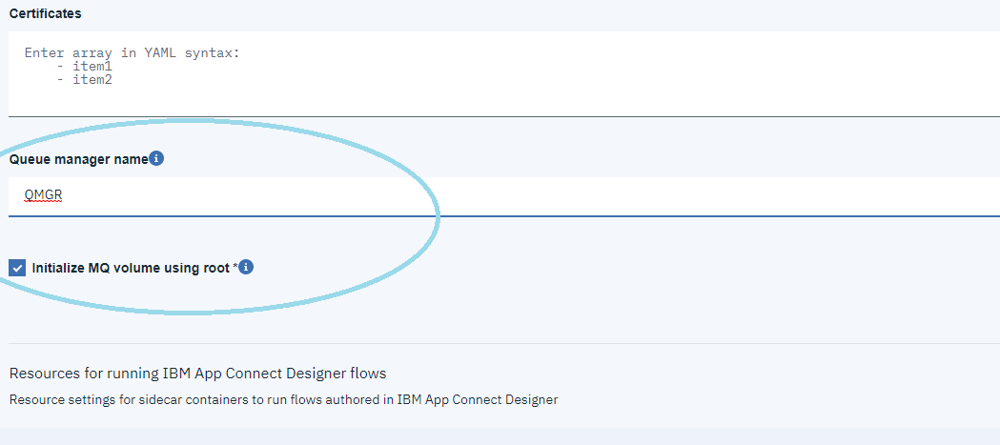 Certificates
Enter array in YAML syntax:
- item1
- item2
Queue manager name
QMGR
Initialize MQ volume using root *
Resources for running IBM App Connect Designer flows
Resource settings for sidecar containers to run flows authored in IBM App Connect Designer